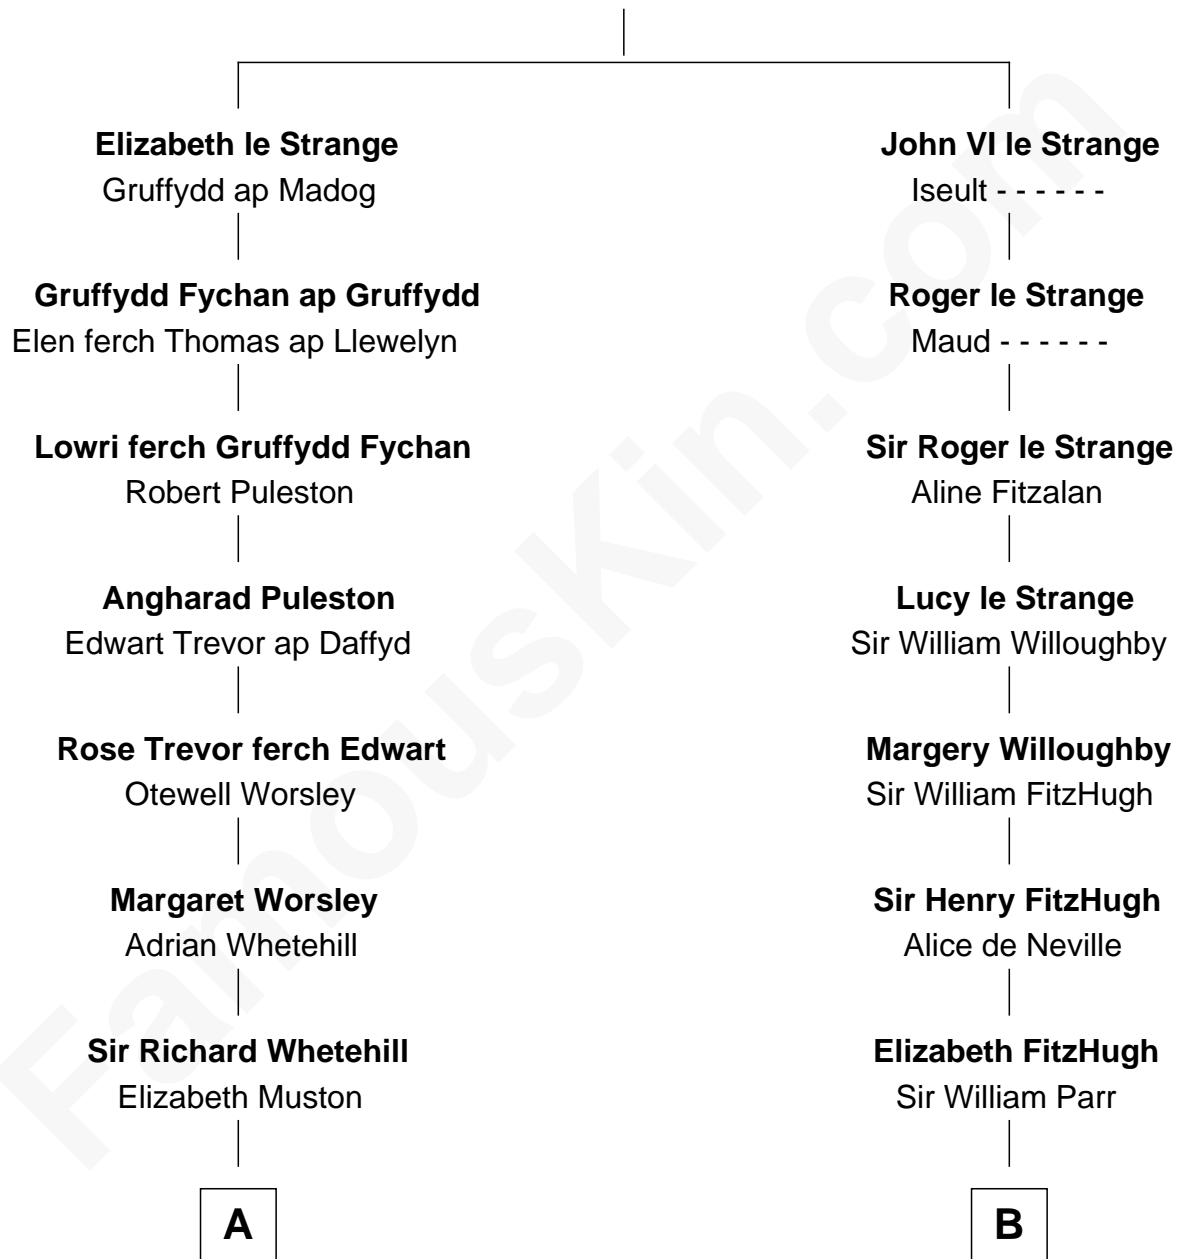 Elizabeth le Strange
Gruffydd ap Madog
Gruffydd Fychan ap Gruffydd
Elen ferch Thomas ap Llewelyn
Lowri ferch Gruffydd Fychan
Robert Puleston
Angharad Puleston
Edwart Trevor ap Daffyd
Rose Trevor ferch Edwart
Otewell Worsley
Margaret Worsley
Adrian Whetehill
Sir Richard Whetehill
Elizabeth Muston
A
John VI le Strange
Iseult - - - - - -
Roger le Strange
Maud - - - - - -
Sir Roger le Strange
Aline Fitzalan
Lucy le Strange
Sir William Willoughby
Margery Willoughby
Sir William FitzHugh
Sir Henry FitzHugh
Alice de Neville
Elizabeth FitzHugh
Sir William Parr
B
FamousKin.com